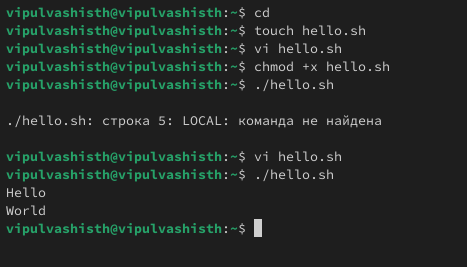 vipulvashisth@vipulvashisth:~$ cd
vipulvashisth@vipulvashisth:~$ touch hello.sh
vipulvashisth@vipulvashisth:~$ vi hello.sh
vipulvashisth@vipulvashisth:~$ chmod +x hello.sh
vipulvashisth@vipulvashisth:~$ ./hello.sh
./hello.sh: строка 5: LOCAL: команда не найдена
vipulvashisth@vipulvashisth:~$ vi hello.sh
vipulvashisth@vipulvashisth:~$ ./hello.sh
Hello
World
vipulvashisth@vipulvashisth:~$